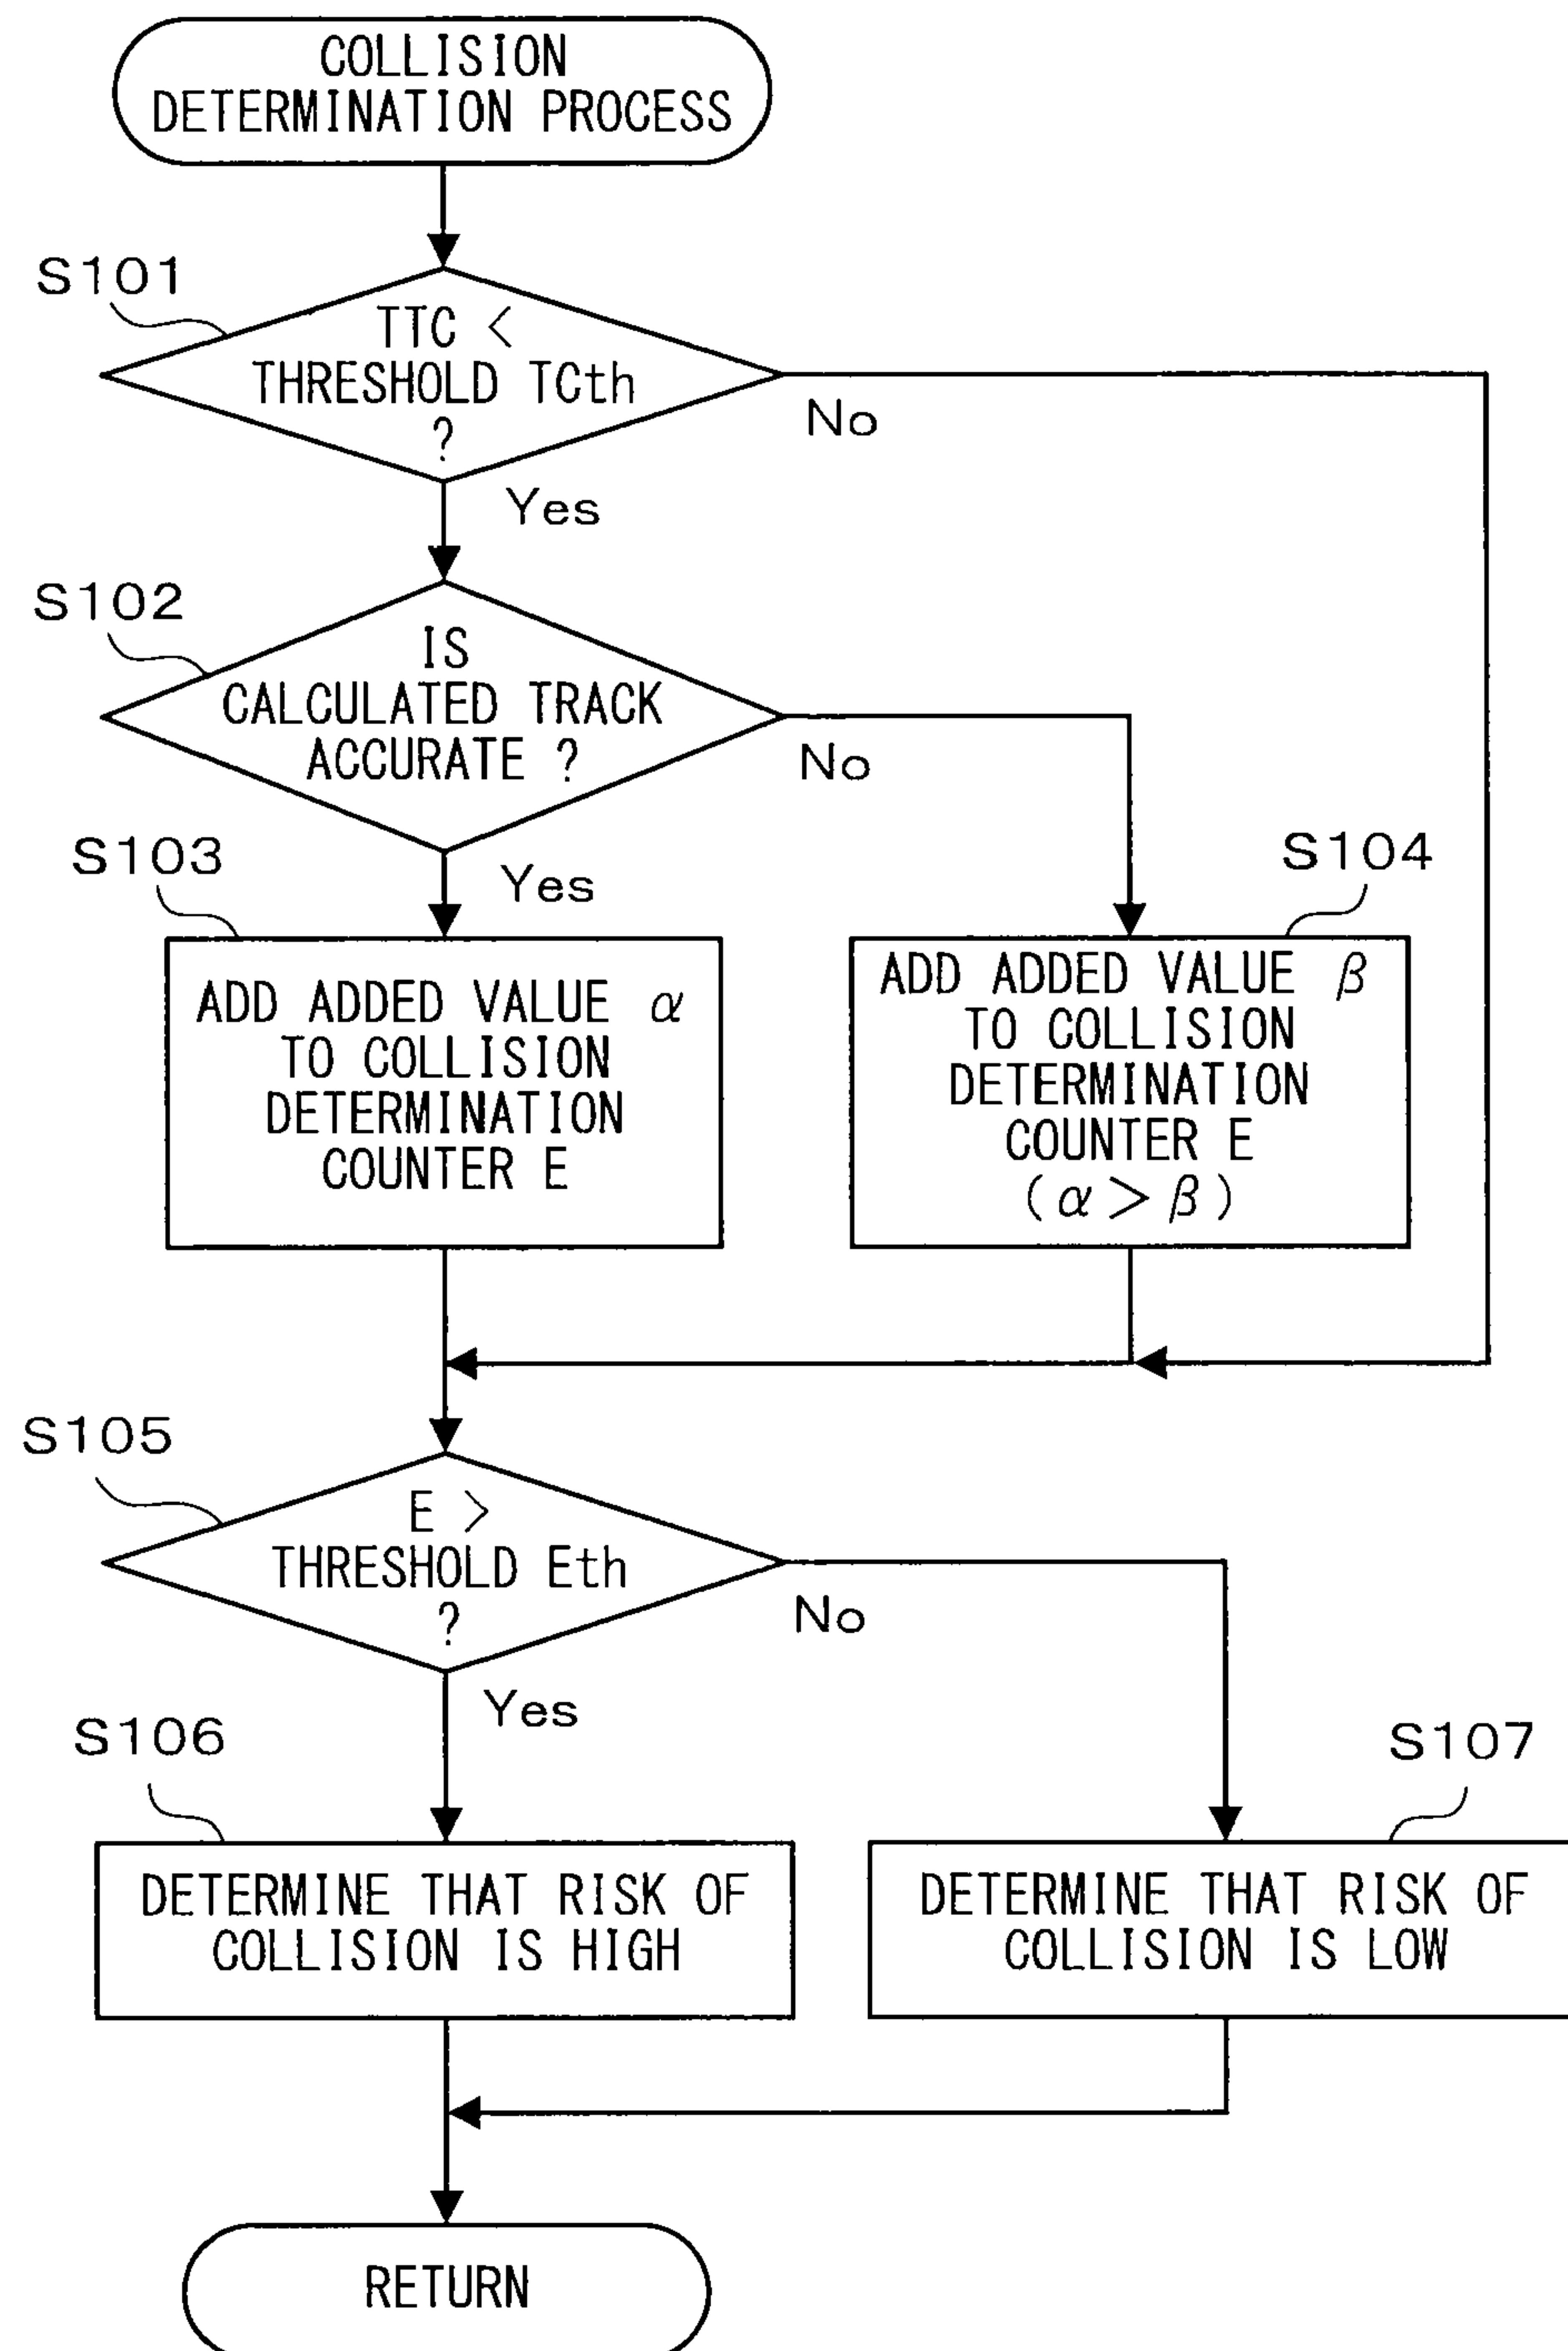 COLLISION
DETERMINATION PROCESS
S101
TTC <
THRESHOLD TCth
?
No
Yes
S102
IS
CALCULATED TRACK
ACCURATE ?
No
Yes
S103
ADD ADDED VALUE α
TO COLLISION
DETERMINATION
COUNTER E
S104
ADD ADDED VALUE β
TO COLLISION
DETERMINATION
COUNTER E
(α > β)
S105
E >
THRESHOLD Eth
?
No
Yes
S106
DETERMINE THAT RISK OF
COLLISION IS HIGH
S107
DETERMINE THAT RISK OF
COLLISION IS LOW
RETURN